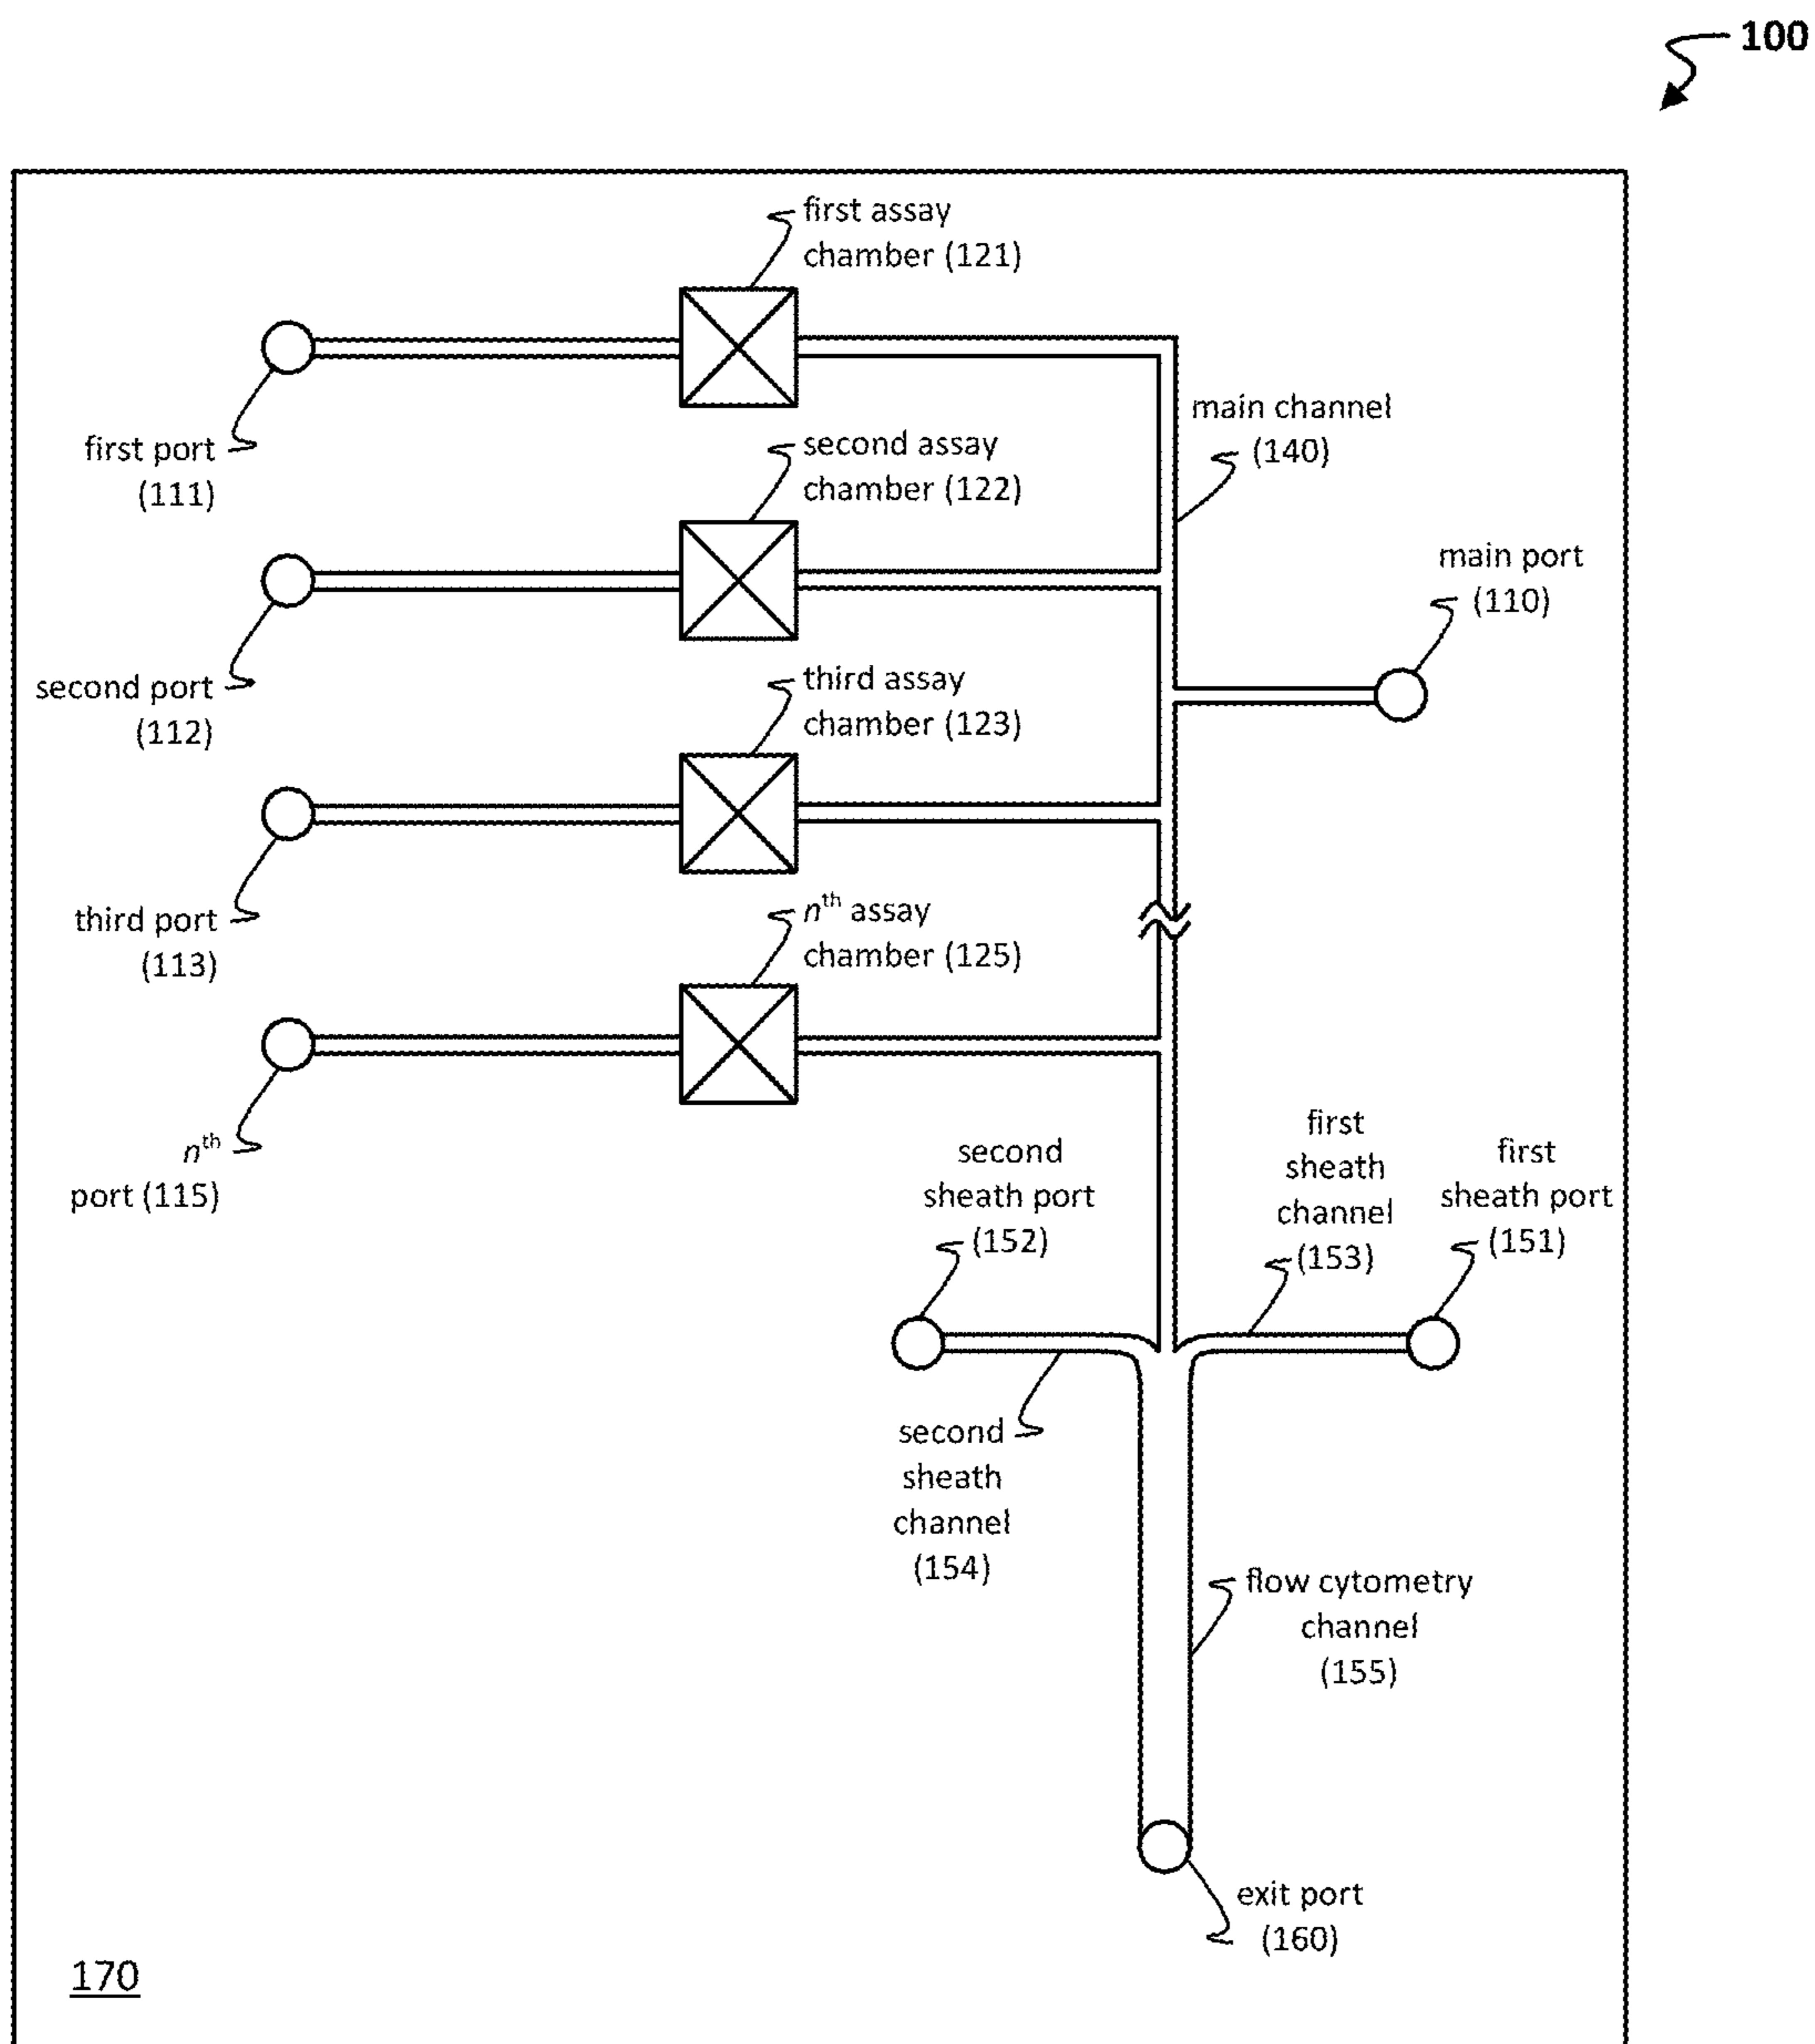 100
first assay
chamber (121)
first port
(111)
main channel
(140)
second assay
chamber (122)
main port
(110)
second port
(112)
third assay
chamber (123)
third port
(113)
nth assay
chamber (125)
nth
port (115)
second
sheath port
(152)
first
sheath
channel
(153)
first
sheath port
(151)
second
sheath
channel
(154)
flow cytometry
channel
(155)
exit port
(160)
170